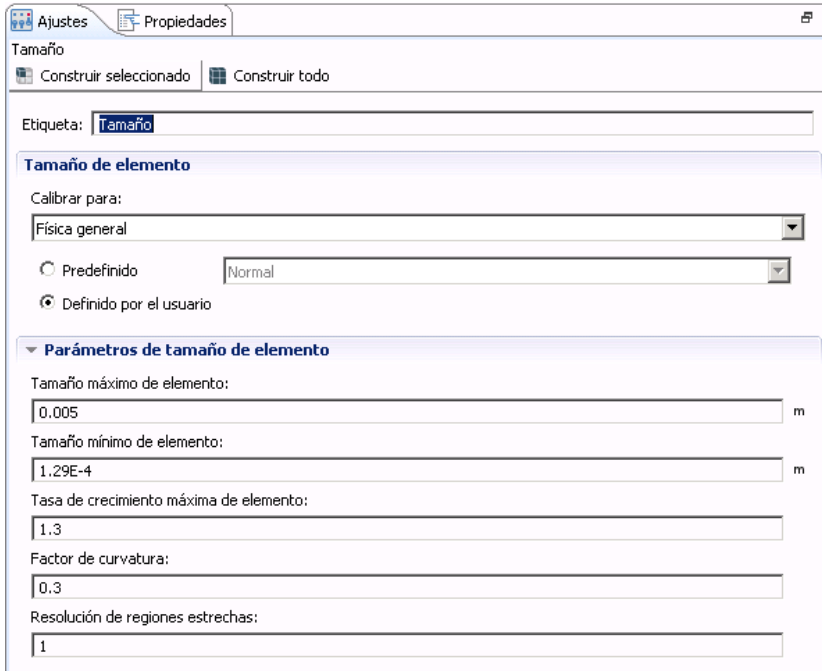 Ajustes Propiedades
Tamaño
Construir seleccionado Construir todo
Etiqueta: Tamaño
Tamaño de elemento
Calibrar para:
Física general
Predefinido Normal
Definido por el usuario
Parámetros de tamaño de elemento
Tamaño máximo de elemento:
0.005 m
Tamaño mínimo de elemento:
1.29E-4 m
Tasa de crecimiento máxima de elemento:
1.3
Factor de curvatura:
0.3
Resolución de regiones estrechas:
1